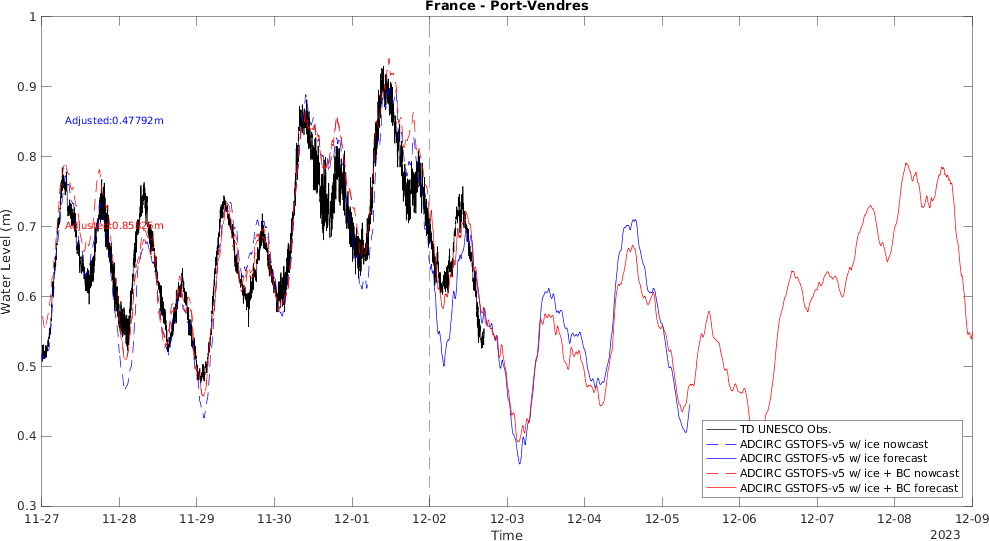 France - Port-Vendres
Water Level (m)
1
0.9
0.8
0.7
0.6
0.5
0.4
0.3
Adjusted:0.47792m
TD UNESCO Obs.
ADCIRC GSTOFS-v5 w/ ice nowcast
ADCIRC GSTOFS-v5 w/ ice forecast
ADCIRC GSTOFS-v5 w/ ice + BC nowcast
ADCIRC GSTOFS-v5 w/ ice + BC forecast
11-27 11-28 11-29 11-30 12-01 12-02 12-03 12-04 12-05 12-06 12-07 12-08 12-09
Time
2023